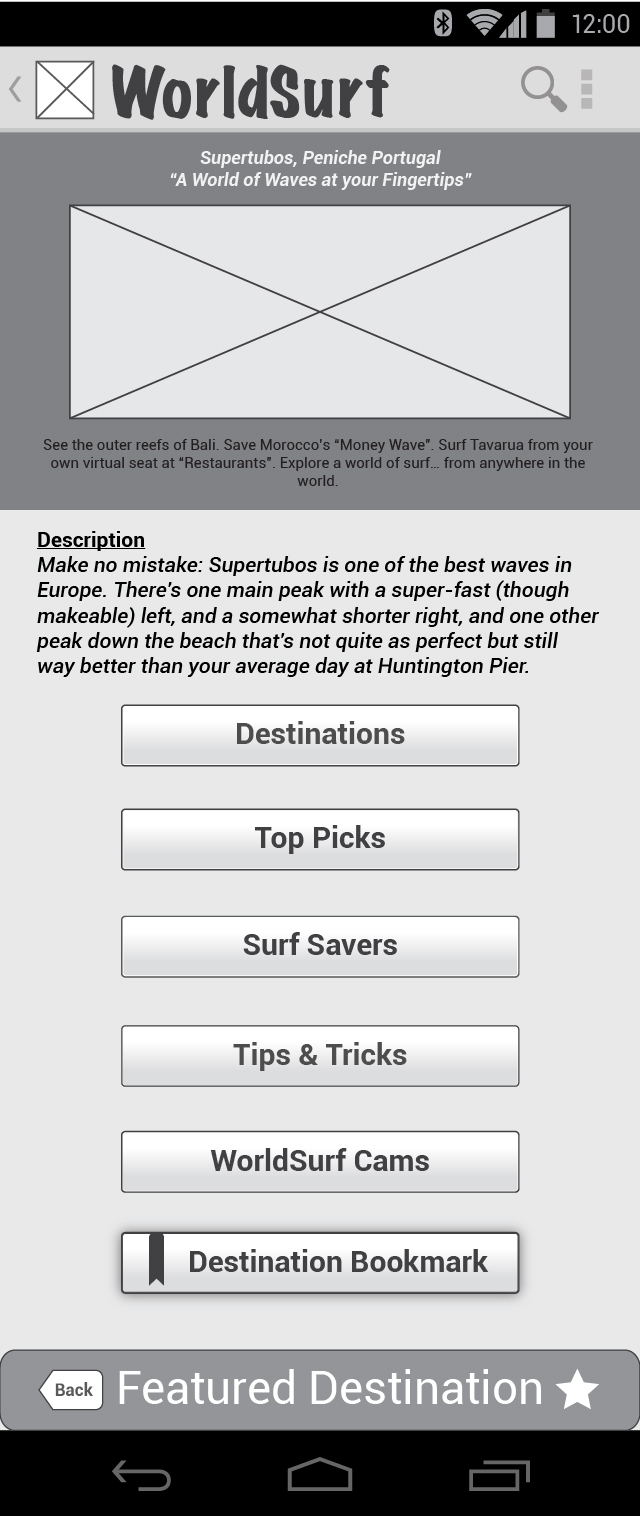 12:00
WorldSurf
Supertubos, Peniche Portugal
“A World of Waves at your Fingertips”
See the outer reefs of Bali. Save Morocco's “Money Wave”. Surf Tavarua from your
own virtual seat at “Restaurants”. Explore a world of surf... from anywhere in the
world.
Description
Make no mistake: Supertubos is one of the best waves in
Europe. There's one main peak with a super-fast (though
makeable) left, and a somewhat shorter right, and one other
peak down the beach that's not quite as perfect but still
way better than your average day at Huntington Pier.
Destinations
Top Picks
Surf Savers
Tips & Tricks
WorldSurf Cams
Destination Bookmark
Back Featured Destination